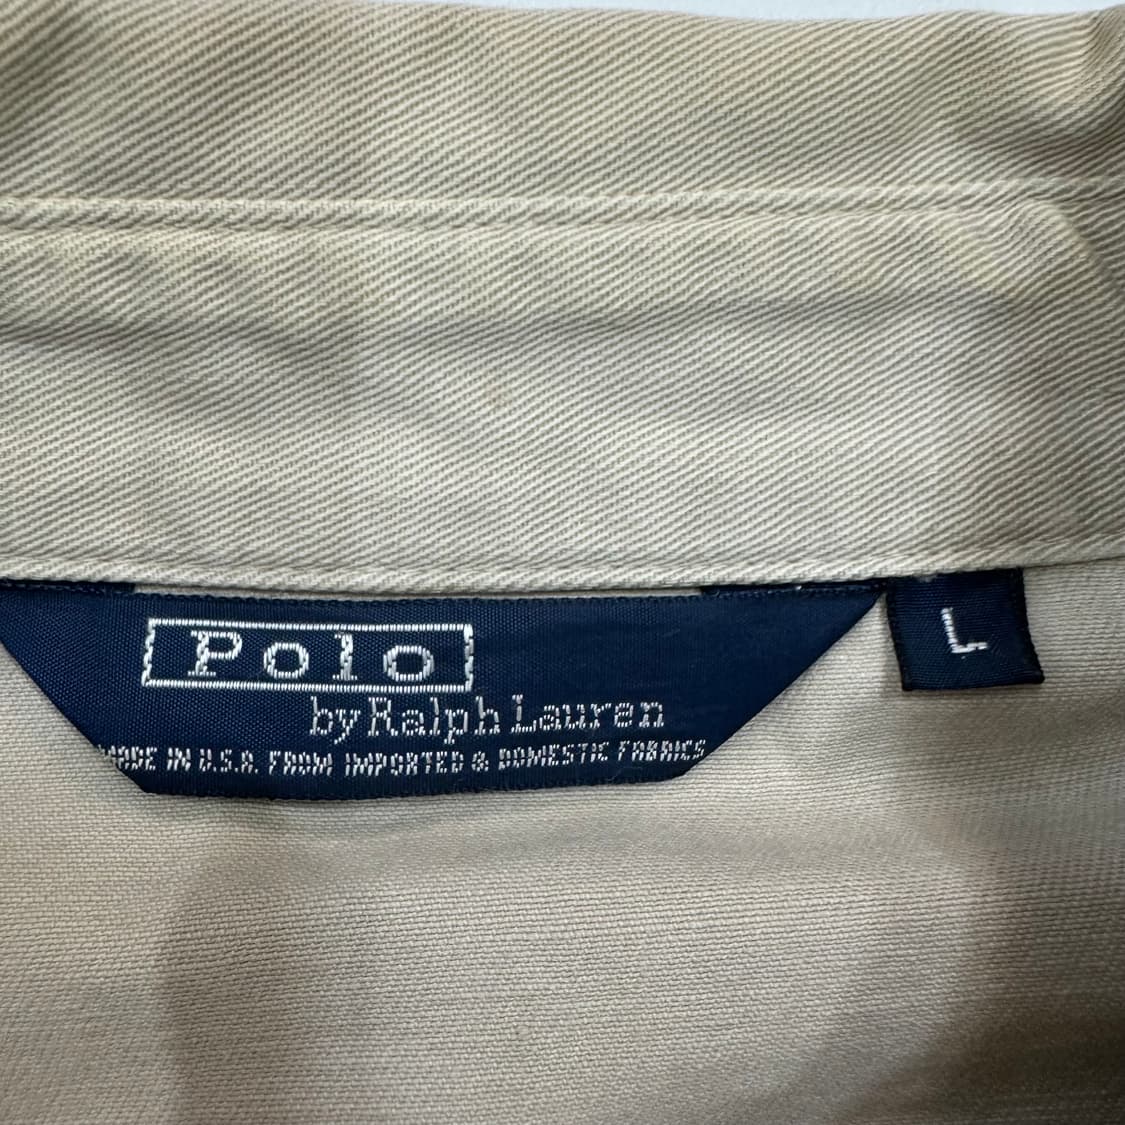 Polo
by Ralph Lauren
MADE IN U.S.A. FROM IMPORTED & DOMESTIC FABRICS
L